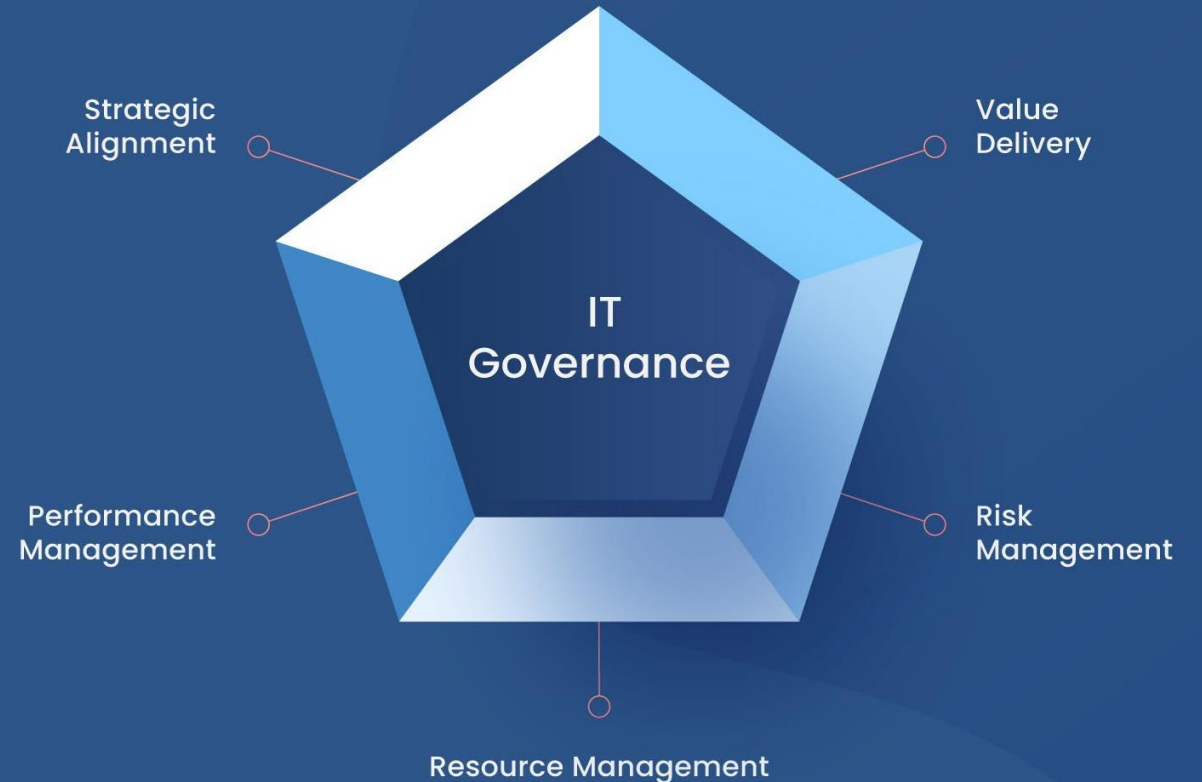 Strategic
Alignment
Value
Delivery
IT
Governance
Performance
Management
Risk
Management
Resource Management